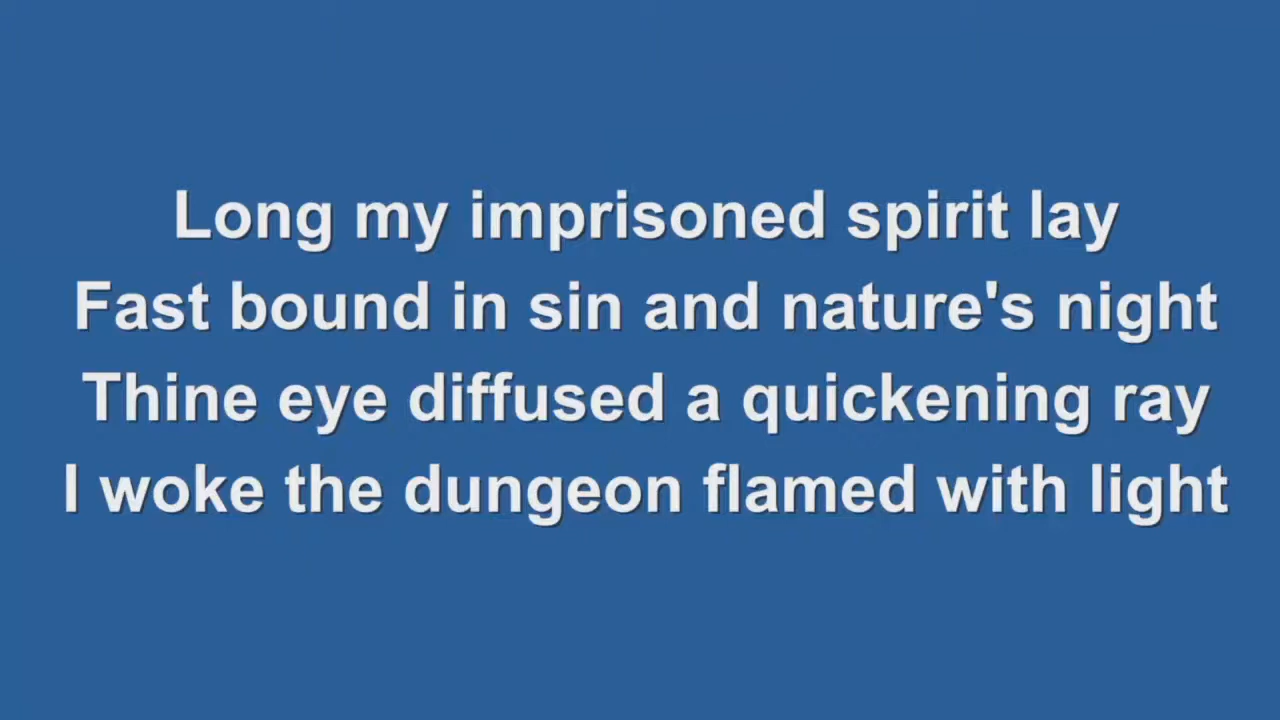 Long my imprisoned spirit lay
Fast bound in sin and nature's night
Thine eye diffused a quickening ray
I woke the dungeon flamed with light